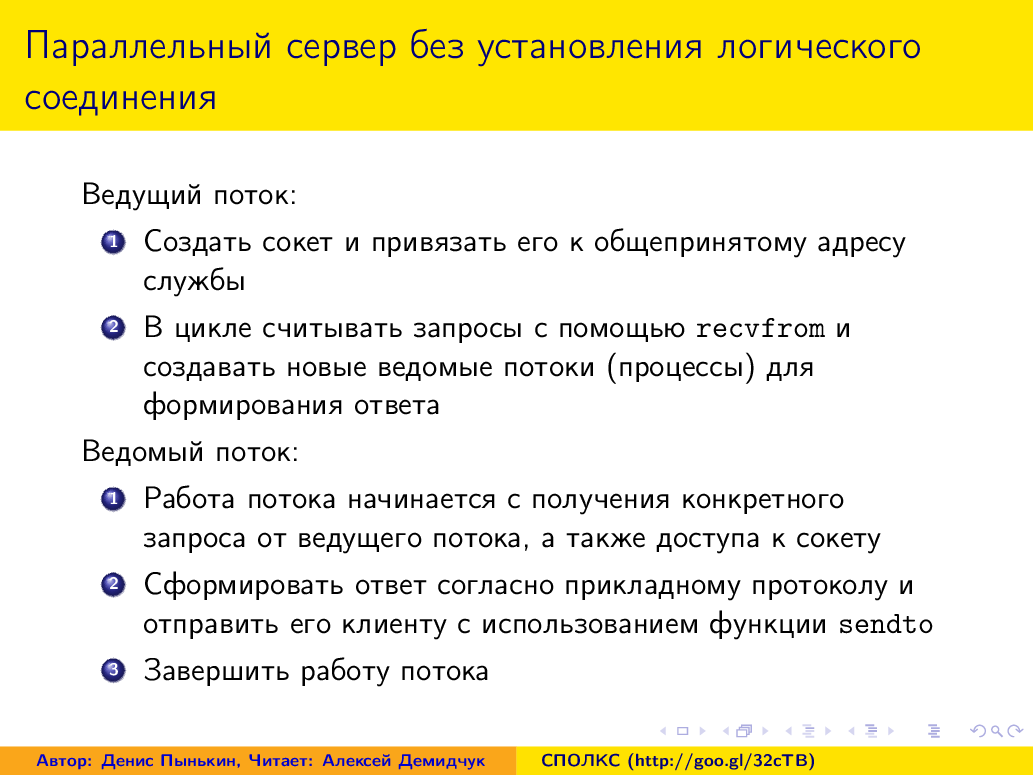 Параллельный сервер без установления логического
соединения
Ведущий поток:
1 Создать сокет и привязать его к общепринятому адресу
службы
2 В цикле считывать запросы с помощью recvfrom и
создавать новые ведомые потоки (процессы) для
формирования ответа
Ведомый поток:
1 Работа потока начинается с получения конкретного
запроса от ведущего потока, а также доступа к сокету
2 Сформировать ответ согласно прикладному протоколу и
отправить его клиенту с использованием функции sendto
3 Завершить работу потока
Автор: Денис Пынькин, Читает: Алексей Демидчук
СПОЛКС (http://goo.gl/32cTB)